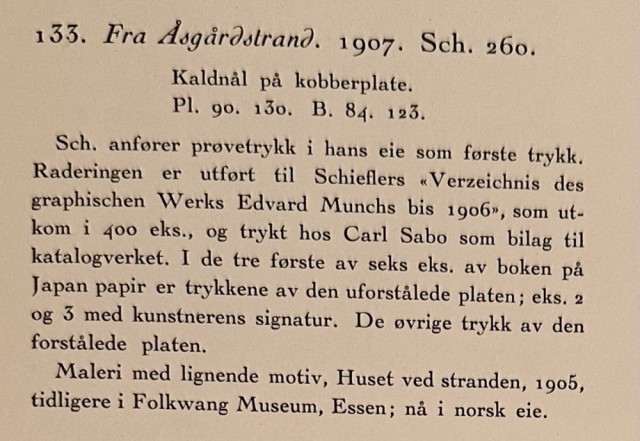 133. Fra Åsgårdstrand. 1907. Sch. 260.
Kaldnål på kobberplate.
Pl. 90. 130. B. 84. 123.
Sch. anfører prøvetrykk i hans eie som første trykk.
Raderingen er utført til Schieflers «Verzeichnis des
graphischen Werks Edvard Munchs bis 1906», som ut-
kom i 400 eks., og trykt hos Carl Sabo som bilag til
katalogverket. I de tre første av seks eks. av boken på
Japan papir er trykkene av den uforstålede platen; eks. 2
og 3 med kunstnerens signatur. De øvrige trykk av den
forstålede platen.
Maleri med lignende motiv, Huset ved stranden, 1905,
tidligere i Folkwang Museum, Essen; nå i norsk eie.